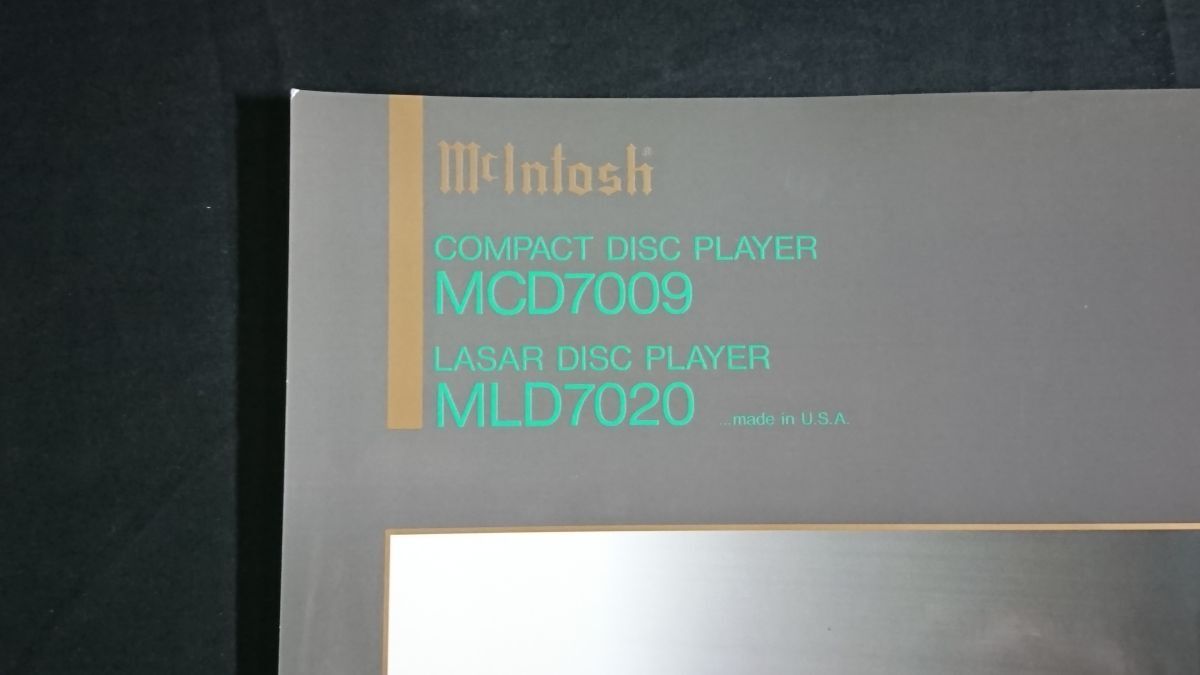 McIntosh®
COMPACT DISC PLAYER
MCD7009
LASAR DISC PLAYER
MLD7020 ...made in U.S.A.